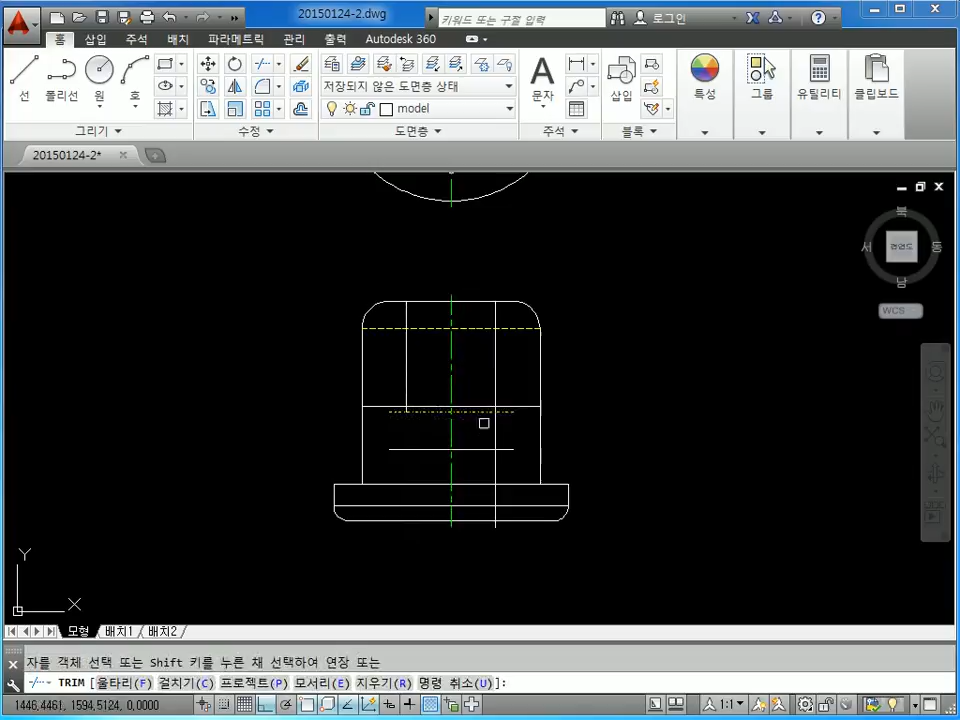 20150124-2.dwg
키워드 또는 구절 입력
로그인
홈 삽입 주석 배치 파라메트릭 관리 출력 Autodesk 360
저장되지 않은 도면층 상태
model
선 폴리선 원 호
문자
삽입
특성 그룹 유틸리티 클립보드
그리기 수정 도면층 주석 블록
20150124-2*
북
서 평면도 동
남
WCS
Y
X
모형 배치1 배치2
자를 객체 선택 또는 Shift 키를 누른 채 선택하여 연장 또는
TRIM [울타리(F) 걸치기(C) 프로젝트(P) 모서리(E) 지우기(R) 명령 취소(U)]:
1446,4461, 1594,5124, 0,0000
1:1